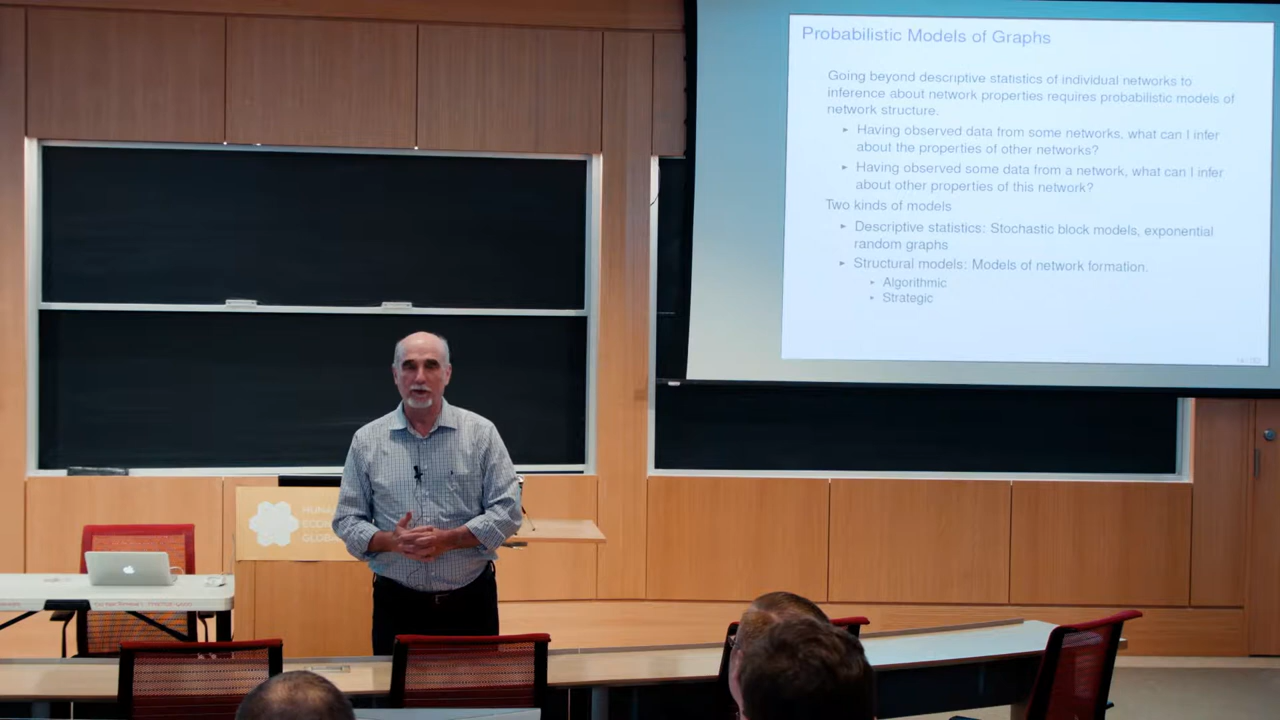 Probabilistic Models of Graphs
Going beyond descriptive statistics of individual networks to
inference about network properties requires probabilistic models of
network structure.
▸ Having observed data from some networks, what can I infer
about the properties of other networks?
▸ Having observed some data from a network, what can I infer
about other properties of this network?
Two kinds of models
▸ Descriptive statistics: Stochastic block models, exponential
random graphs
▸ Structural models: Models of network formation.
▸ Algorithmic
▸ Strategic